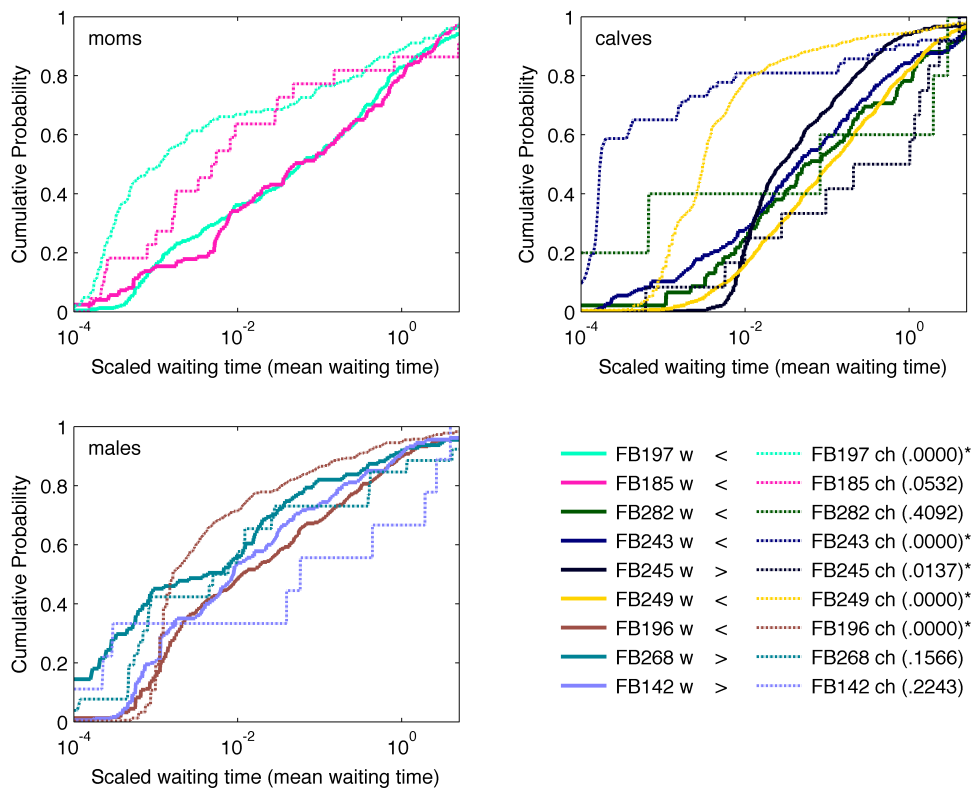 moms
Cumulative Probability
1
0.8
0.6
0.4
0.2
0
10^-4
10^-2
10^0
Scaled waiting time (mean waiting time)
calves
Cumulative Probability
1
0.8
0.6
0.4
0.2
0
10^-4
10^-2
10^0
Scaled waiting time (mean waiting time)
males
Cumulative Probability
1
0.8
0.6
0.4
0.2
0
10^-4
10^-2
10^0
Scaled waiting time (mean waiting time)
FB197 w < FB197 ch (.0000)*
FB185 w < FB185 ch (.0532)
FB282 w < FB282 ch (.4092)
FB243 w < FB243 ch (.0000)*
FB245 w > FB245 ch (.0137)*
FB249 w < FB249 ch (.0000)*
FB196 w < FB196 ch (.0000)*
FB268 w > FB268 ch (.1566)
FB142 w > FB142 ch (.2243)